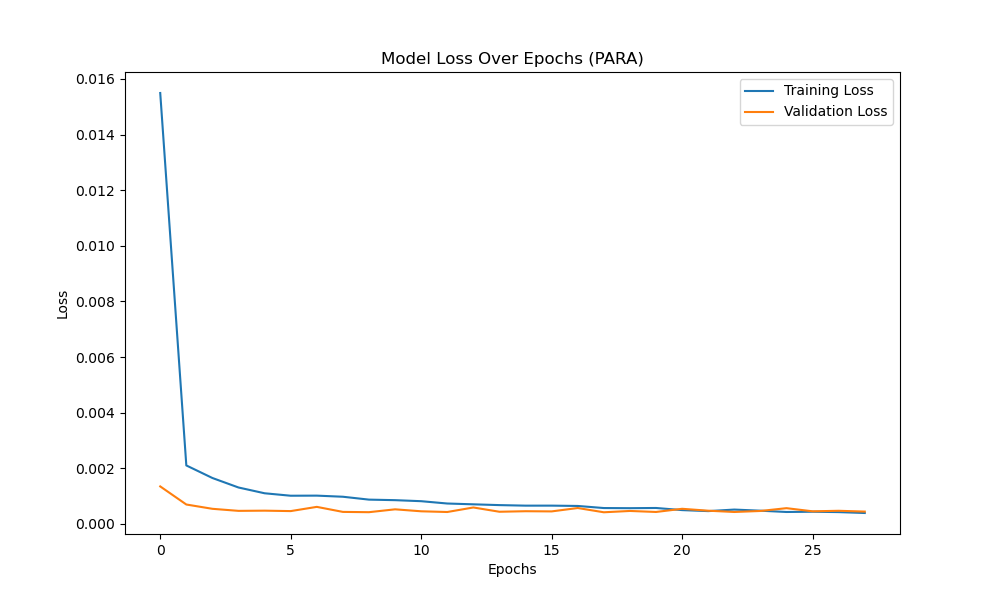 Model Loss Over Epochs (PARA)
Training Loss
Validation Loss
0.016
0.014
0.012
0.010
0.008
0.006
0.004
0.002
0.000
Loss
0 5 10 15 20 25
Epochs